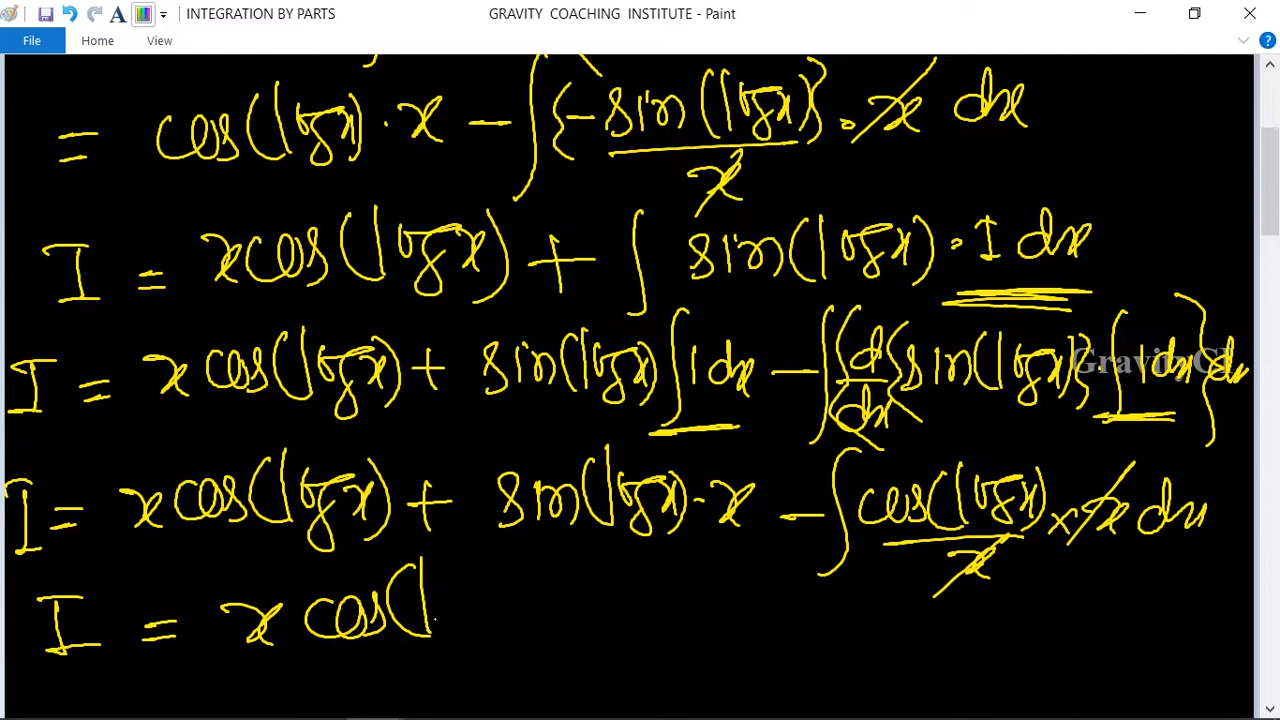 INTEGRATION BY PARTS GRAVITY COACHING INSTITUTE - Paint
File Home View
= cos(log x) · x − ∫ {−sin(log x)}/x · x dx
I = x cos(log x) + ∫ sin(log x) · 1 dx
I = x cos(log x) + sin(log x) ∫ 1 dx − ∫ {d/dx {sin(log x)} · ∫ 1 dx} dx
Gravity CI
I = x cos(log x) + sin(log x) · x − ∫ cos(log x)/x × x dx
I = x cos(l